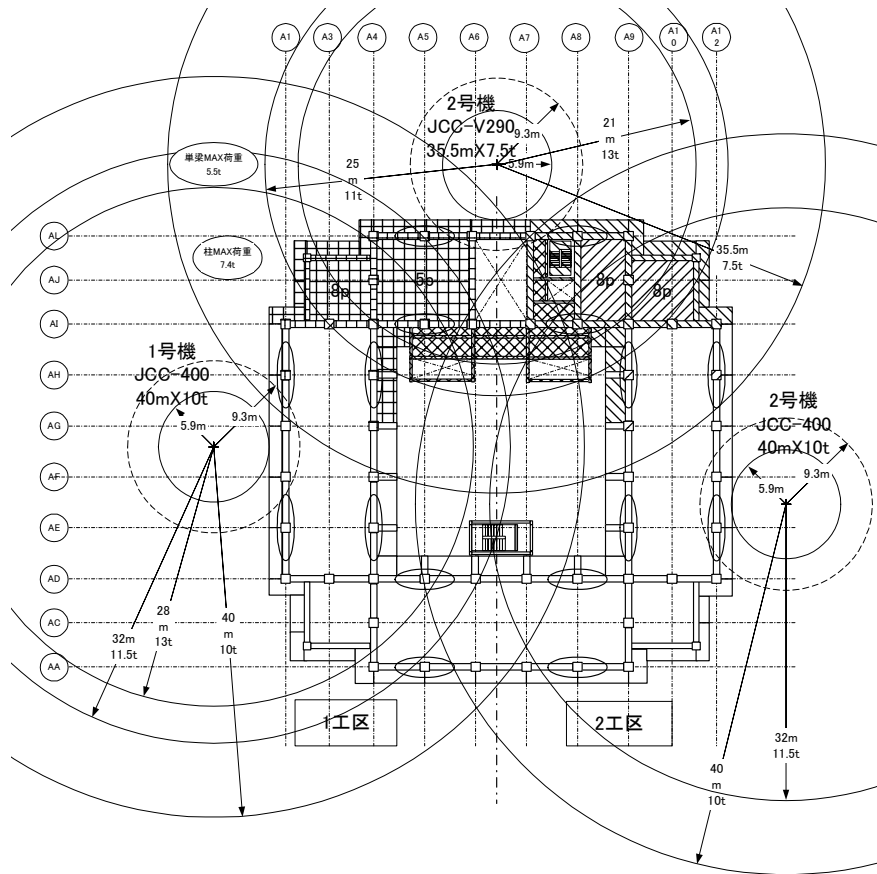 A1
A3
A4
A5
A6
A7
A8
A9
A1
0
A1
2
2号機
JCC-V290
35.5mX7.5t
9.3m
5.9m
21
m
13t
25
m
11t
単梁MAX荷重
5.5t
柱MAX荷重
7.4t
35.5m
7.5t
AL
AJ
AI
AH
AG
AF
AE
AD
AC
AA
8p
5p
8p
8p
1号機
JCC-400
40mX10t
5.9m
9.3m
2号機
JCC-400
40mX10t
5.9m
9.3m
32m
11.5t
28
m
13t
40
m
10t
1工区
2工区
40
m
10t
32m
11.5t